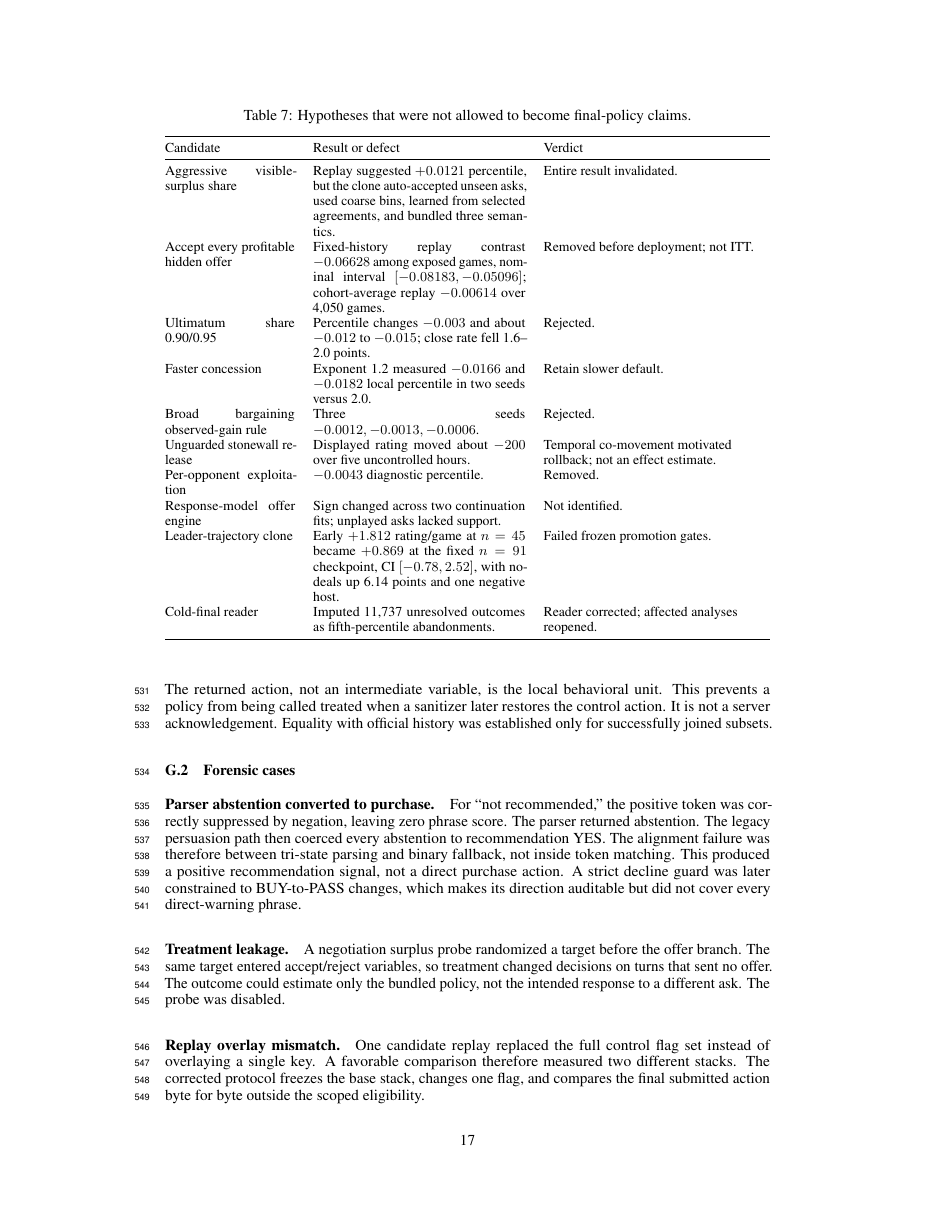 Table 7: Hypotheses that were not allowed to become final-policy claims.
Candidate Result or defect Verdict
Aggressive visible- Replay suggested +0.0121 percentile, Entire result invalidated.
surplus share but the clone auto-accepted unseen asks,
used coarse bins, learned from selected
agreements, and bundled three seman-
tics.
Accept every profitable Fixed-history replay contrast Removed before deployment; not ITT.
hidden offer −0.06628 among exposed games, nom-
inal interval [−0.08183, −0.05096];
cohort-average replay −0.00614 over
4,050 games.
Ultimatum share Percentile changes −0.003 and about Rejected.
0.90/0.95 −0.012 to −0.015; close rate fell 1.6–
2.0 points.
Faster concession Exponent 1.2 measured −0.0166 and Retain slower default.
−0.0182 local percentile in two seeds
versus 2.0.
Broad bargaining Three seeds Rejected.
observed-gain rule −0.0012, −0.0013, −0.0006.
Unguarded stonewall re- Displayed rating moved about −200 Temporal co-movement motivated
lease over five uncontrolled hours. rollback; not an effect estimate.
Per-opponent exploita- −0.0043 diagnostic percentile. Removed.
tion
Response-model offer Sign changed across two continuation Not identified.
engine fits; unplayed asks lacked support.
Leader-trajectory clone Early +1.812 rating/game at n = 45 Failed frozen promotion gates.
became +0.869 at the fixed n = 91
checkpoint, CI [−0.78, 2.52], with no-
deals up 6.14 points and one negative
host.
Cold-final reader Imputed 11,737 unresolved outcomes Reader corrected; affected analyses
as fifth-percentile abandonments. reopened.
531 The returned action, not an intermediate variable, is the local behavioral unit. This prevents a
532 policy from being called treated when a sanitizer later restores the control action. It is not a server
533 acknowledgement. Equality with official history was established only for successfully joined subsets.
534 G.2 Forensic cases
535 Parser abstention converted to purchase. For “not recommended,” the positive token was cor-
536 rectly suppressed by negation, leaving zero phrase score. The parser returned abstention. The legacy
537 persuasion path then coerced every abstention to recommendation YES. The alignment failure was
538 therefore between tri-state parsing and binary fallback, not inside token matching. This produced
539 a positive recommendation signal, not a direct purchase action. A strict decline guard was later
540 constrained to BUY-to-PASS changes, which makes its direction auditable but did not cover every
541 direct-warning phrase.
542 Treatment leakage. A negotiation surplus probe randomized a target before the offer branch. The
543 same target entered accept/reject variables, so treatment changed decisions on turns that sent no offer.
544 The outcome could estimate only the bundled policy, not the intended response to a different ask. The
545 probe was disabled.
546 Replay overlay mismatch. One candidate replay replaced the full control flag set instead of
547 overlaying a single key. A favorable comparison therefore measured two different stacks. The
548 corrected protocol freezes the base stack, changes one flag, and compares the final submitted action
549 byte for byte outside the scoped eligibility.
17